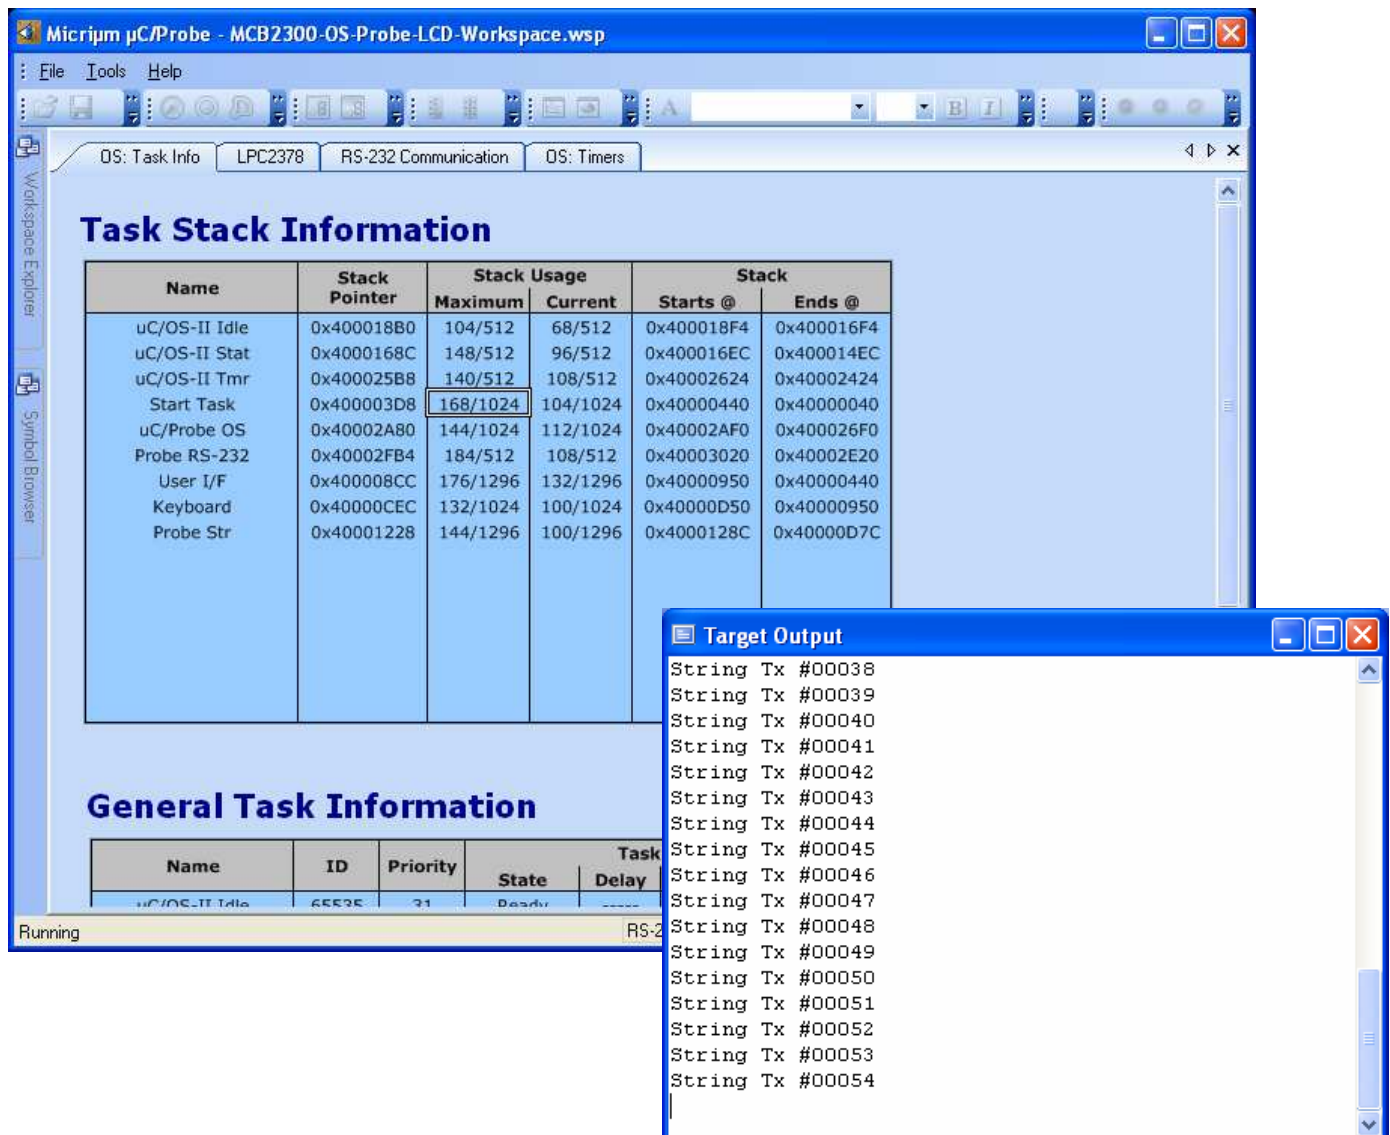 Micriµm µC/Probe - MCB2300-OS-Probe-LCD-Workspace.wsp
File Tools Help
A B I
OS: Task Info LPC2378 RS-232 Communication OS: Timers
Workspace Explorer
Symbol Browser
Task Stack Information
Name Stack Pointer Stack Usage Stack
Maximum Current Starts @ Ends @
uC/OS-II Idle 0x400018B0 104/512 68/512 0x400018F4 0x400016F4
uC/OS-II Stat 0x4000168C 148/512 96/512 0x400016EC 0x400014EC
uC/OS-II Tmr 0x400025B8 140/512 108/512 0x40002624 0x40002424
Start Task 0x400003D8 168/1024 104/1024 0x40000440 0x40000040
uC/Probe OS 0x40002A80 144/1024 112/1024 0x40002AF0 0x400026F0
Probe RS-232 0x40002FB4 184/512 108/512 0x40003020 0x40002E20
User I/F 0x400008CC 176/1296 132/1296 0x40000950 0x40000440
Keyboard 0x40000CEC 132/1024 100/1024 0x40000D50 0x40000950
Probe Str 0x40001228 144/1296 100/1296 0x4000128C 0x40000D7C
General Task Information
Name ID Priority Task
State Delay
uC/OS-II Idle 65535 31 Ready -----
Running RS-2
Target Output
String Tx #00038
String Tx #00039
String Tx #00040
String Tx #00041
String Tx #00042
String Tx #00043
String Tx #00044
String Tx #00045
String Tx #00046
String Tx #00047
String Tx #00048
String Tx #00049
String Tx #00050
String Tx #00051
String Tx #00052
String Tx #00053
String Tx #00054